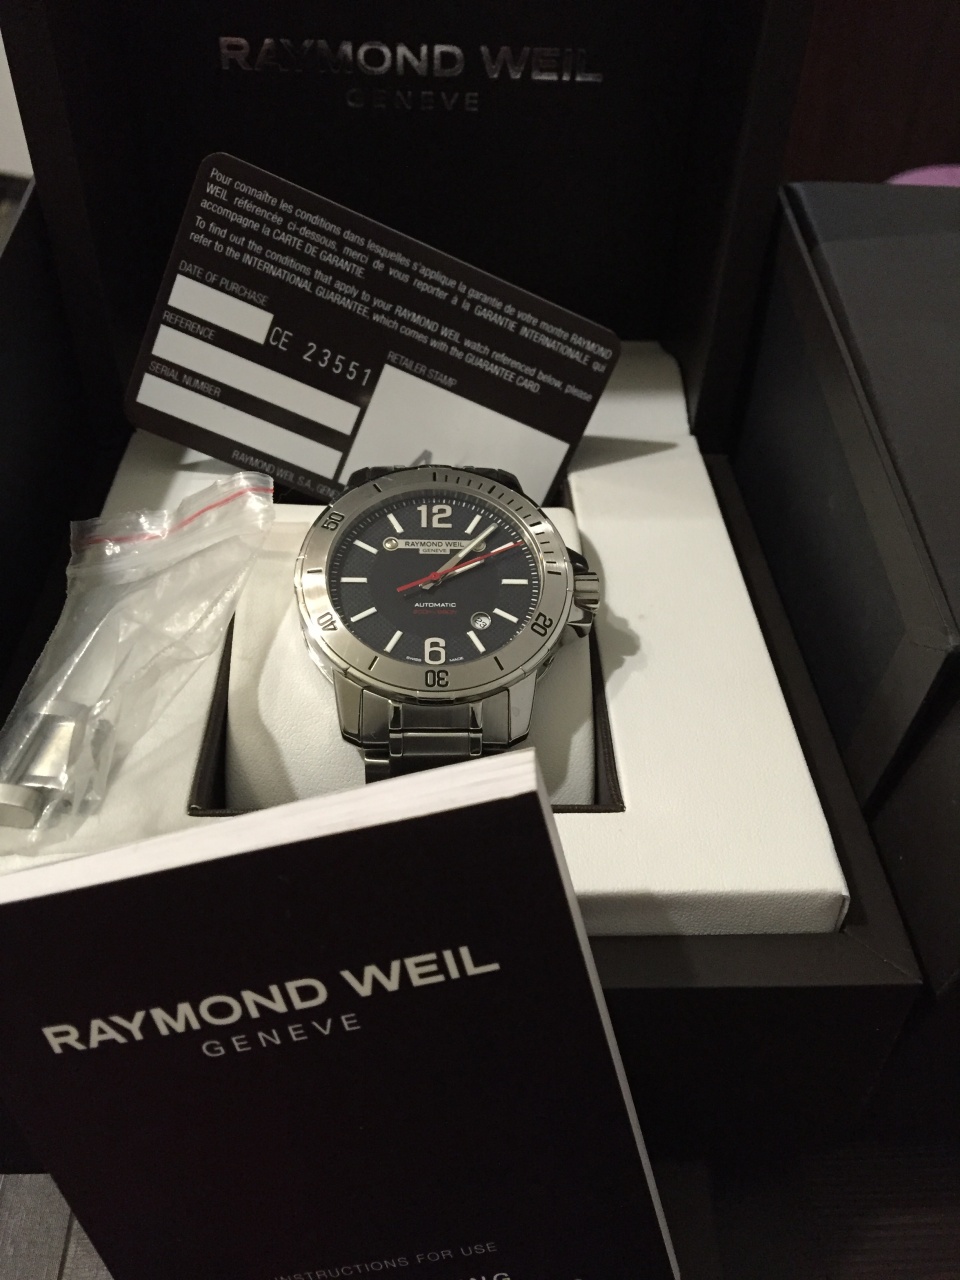 RAYMOND WEIL
GENEVE
Pour connaître les conditions dans lesquelles s'applique la garantie de votre montre RAYMOND
WEIL référencée ci-dessous, merci de vous reporter à la GARANTIE INTERNATIONALE qui
accompagne la CARTE DE GARANTIE.
To find out the conditions that apply to your RAYMOND WEIL watch referenced below, please
refer to the INTERNATIONAL GUARANTEE, which comes with the GUARANTEE CARD.
DATE OF PURCHASE
CE 23551
REFERENCE
RETAILER STAMP
SERIAL NUMBER
RAYMOND WEIL S.A.
50
12
RAYMOND WEIL
GENEVE
AUTOMATIC
40
20
6
SWISS MADE
30
RAYMOND WEIL
GENEVE
INSTRUCTIONS FOR USE